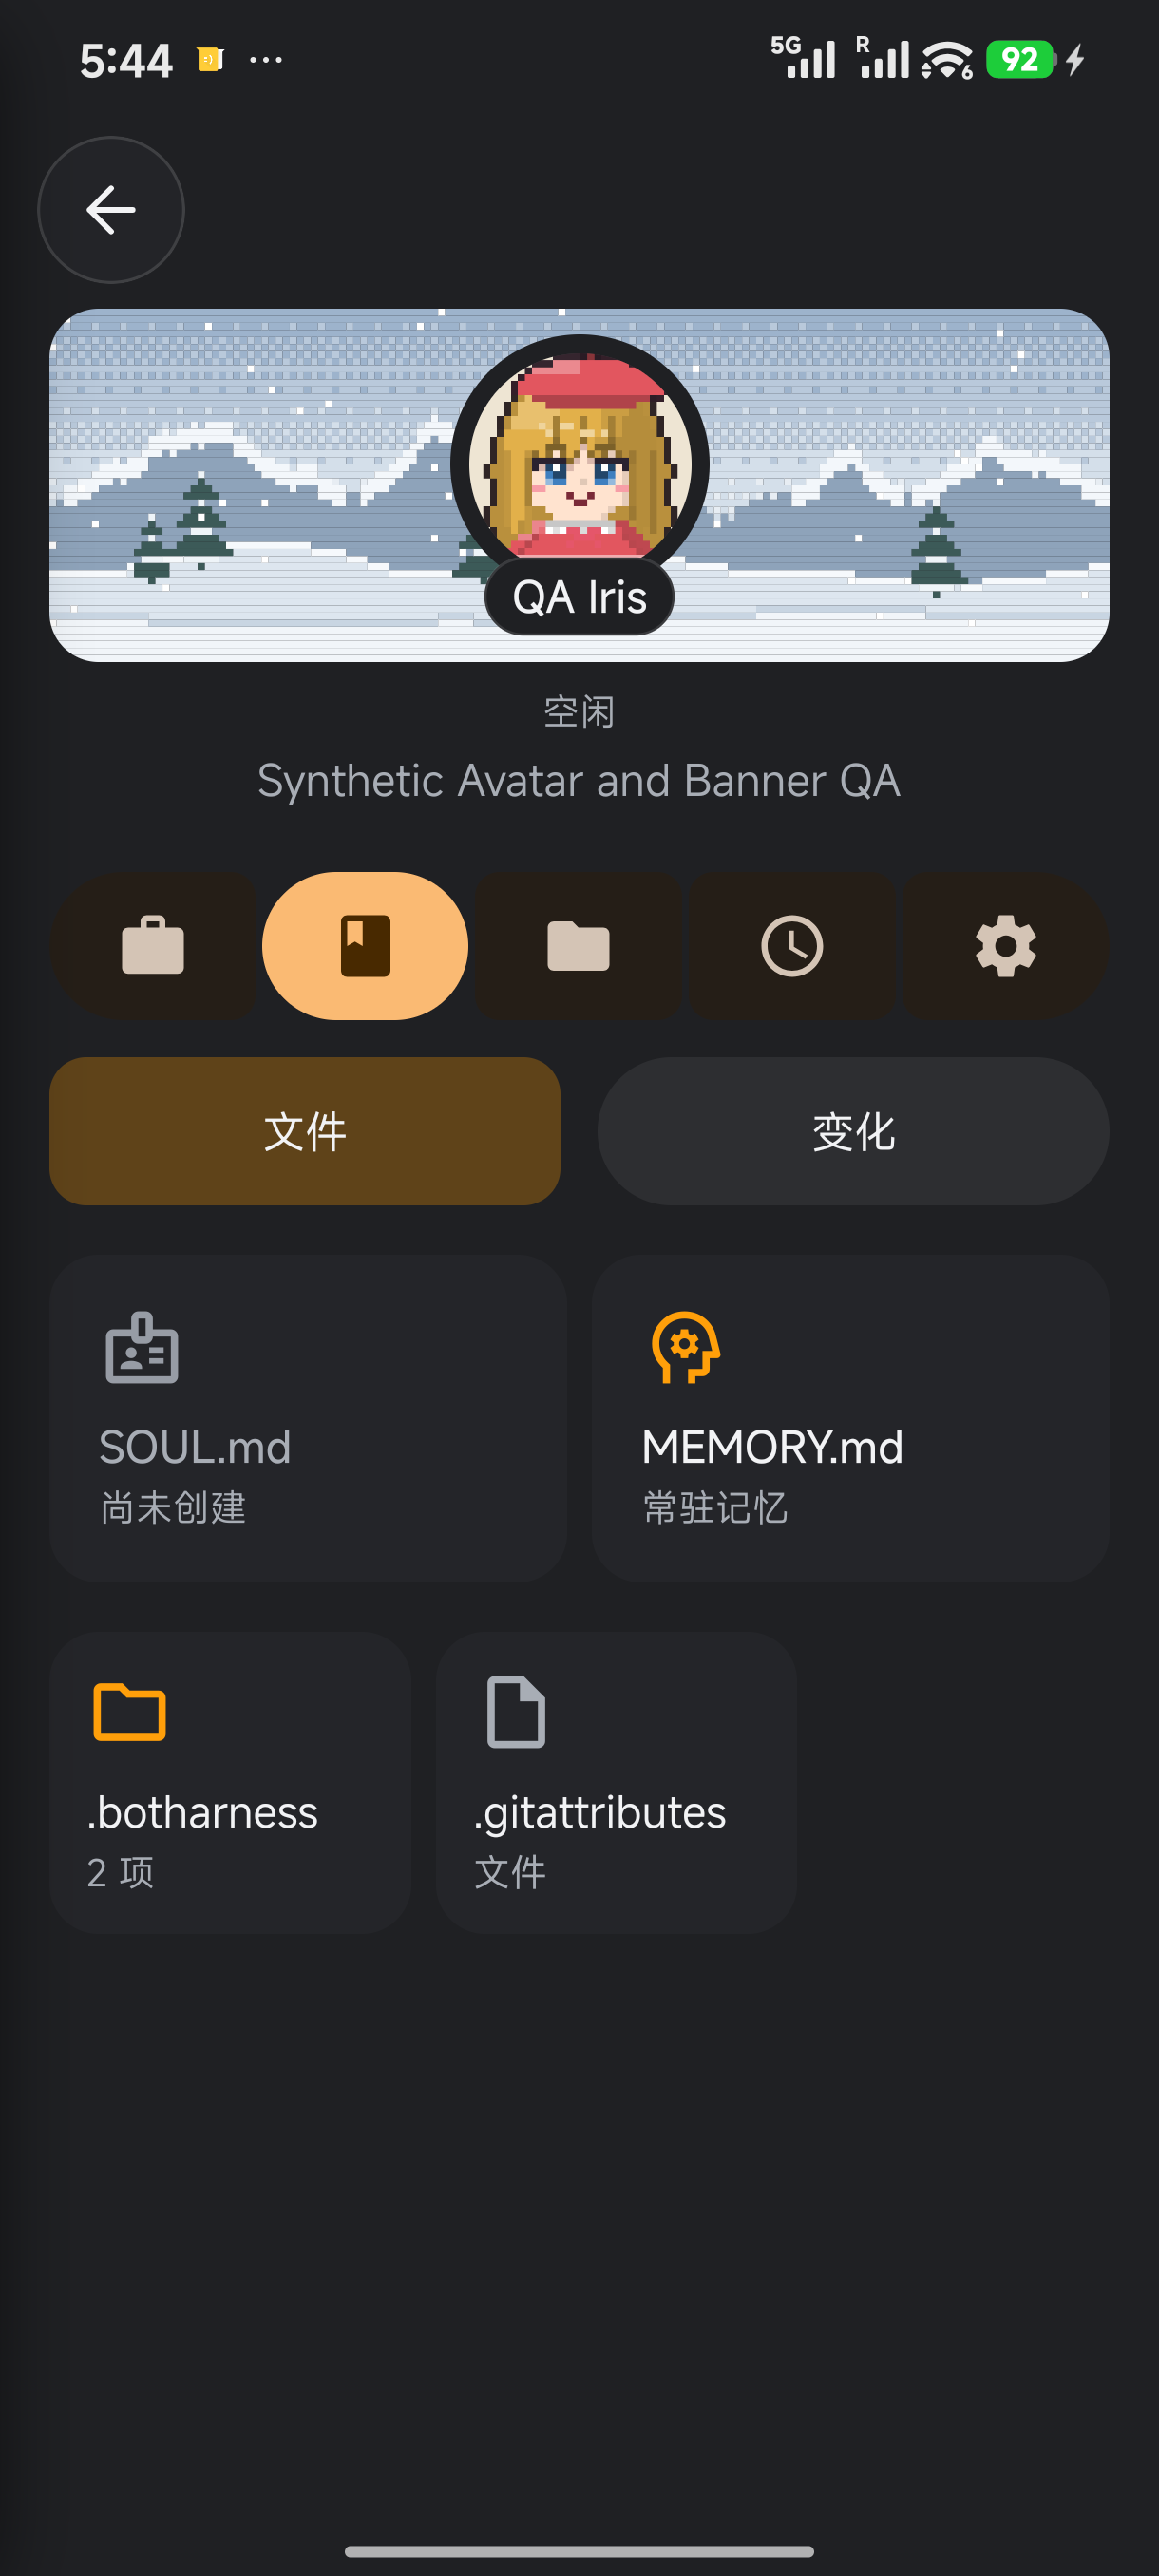 5:44
5G R 6 92
QA Iris
空闲
Synthetic Avatar and Banner QA
文件 变化
SOUL.md
尚未创建
MEMORY.md
常驻记忆
.botharness
2 项
.gitattributes
文件